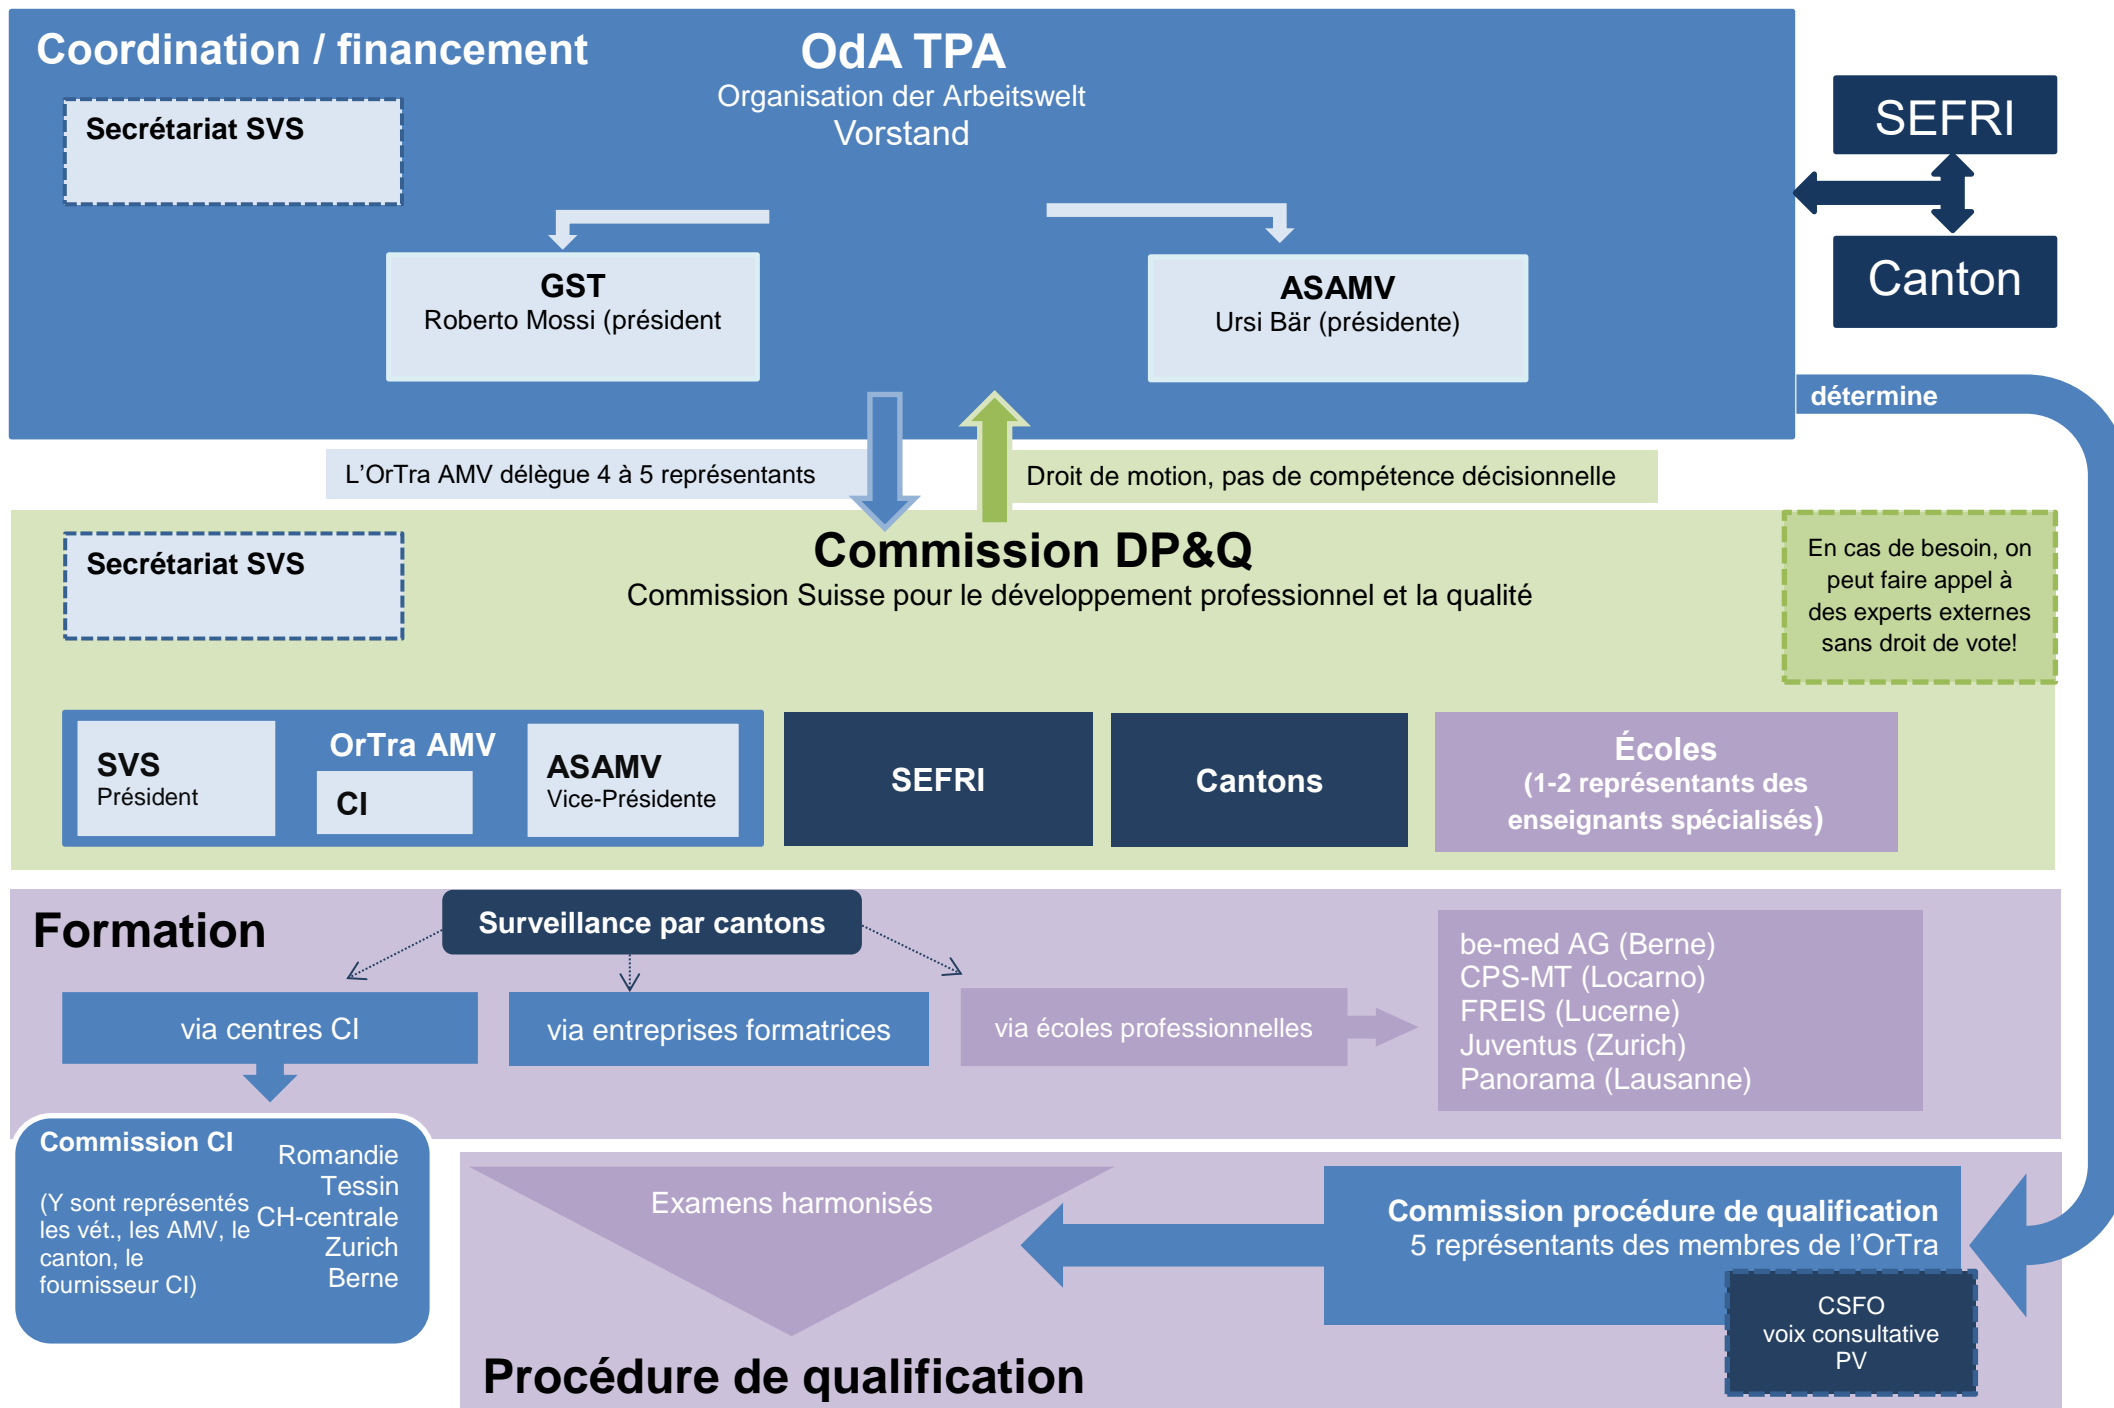 Coordination / financement
OdA TPA
Organisation der Arbeitswelt
Vorstand
Secrétariat SVS
SEFRI
Canton
GST
Roberto Mossi (président
ASAMV
Ursi Bär (présidente)
détermine
L'OrTra AMV délègue 4 à 5 représentants
Droit de motion, pas de compétence décisionnelle
Secrétariat SVS
Commission DP&Q
Commission Suisse pour le développement professionnel et la qualité
En cas de besoin, on
peut faire appel à
des experts externes
sans droit de vote!
SVS
Président
OrTra AMV
CI
ASAMV
Vice-Présidente
SEFRI
Cantons
Écoles
(1-2 représentants des
enseignants spécialisés)
Formation
Surveillance par cantons
via centres CI
via entreprises formatrices
via écoles professionnelles
be-med AG (Berne)
CPS-MT (Locarno)
FREIS (Lucerne)
Juventus (Zurich)
Panorama (Lausanne)
Commission CI
(Y sont représentés
les vét., les AMV, le
canton, le
fournisseur CI)
Romandie
Tessin
CH-centrale
Zurich
Berne
Examens harmonisés
Commission procédure de qualification
5 représentants des membres de l'OrTra
CSFO
voix consultative
PV
Procédure de qualification